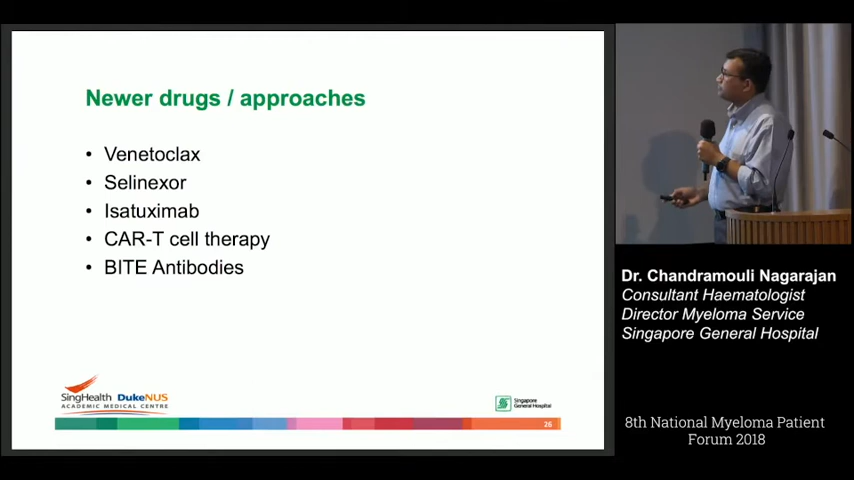 Newer drugs / approaches
• Venetoclax
• Selinexor
• Isatuximab
• CAR-T cell therapy
• BITE Antibodies
SingHealth DukeNUS
ACADEMIC MEDICAL CENTRE
Singapore
General Hospital
26
Dr. Chandramouli Nagarajan
Consultant Haematologist
Director Myeloma Service
Singapore General Hospital
8th National Myeloma Patient
Forum 2018